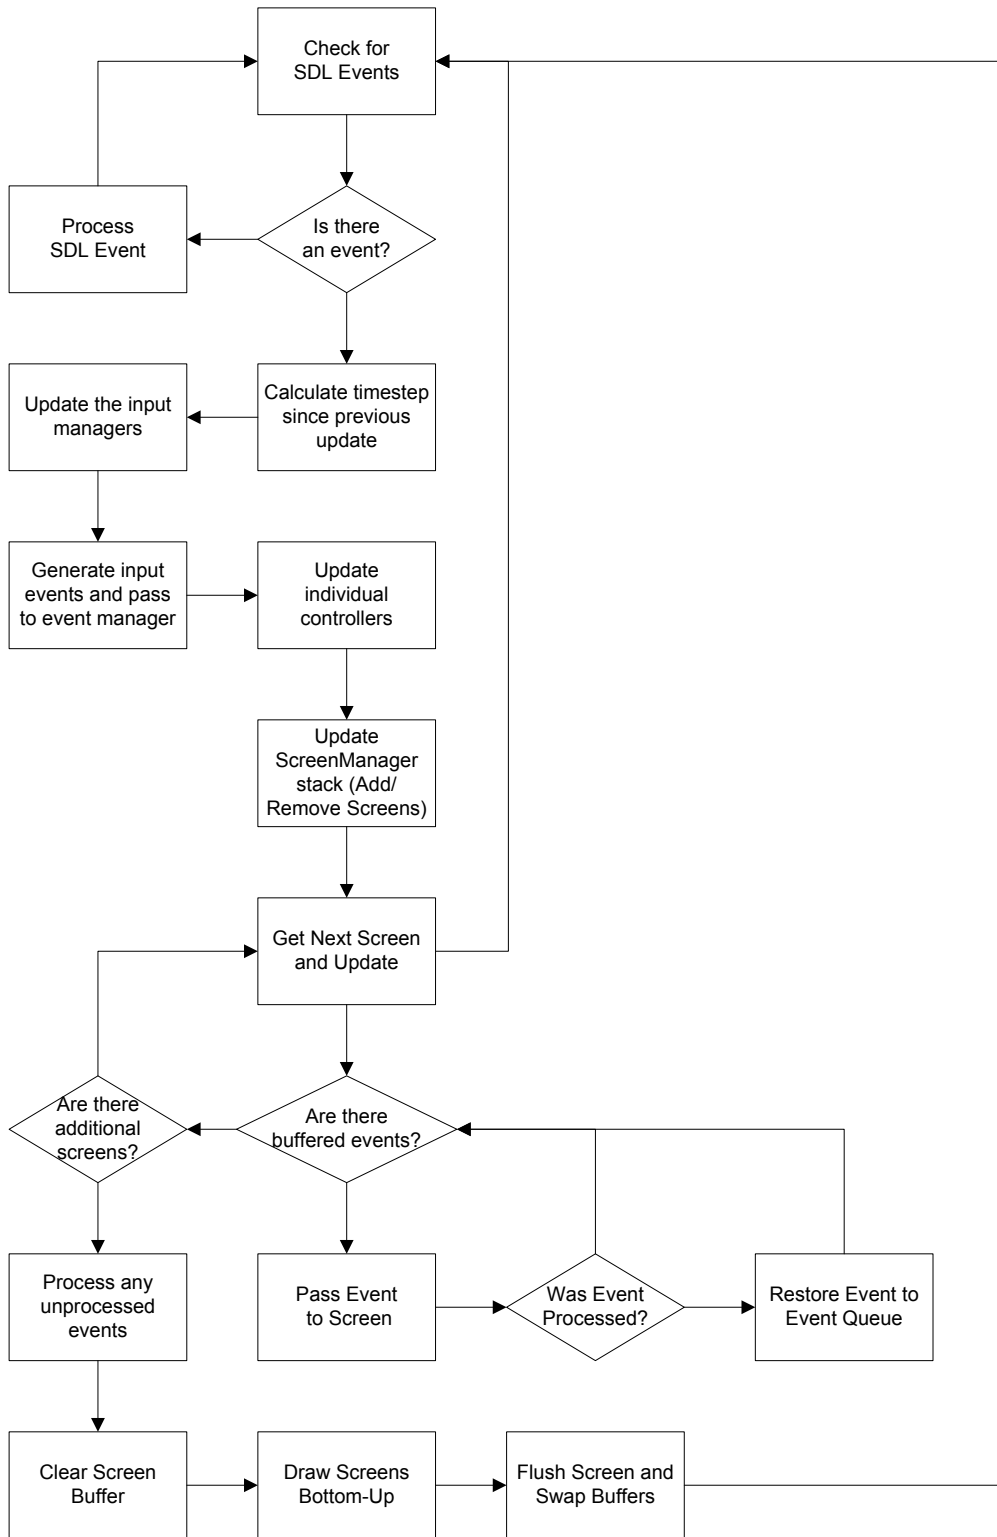 Check for
SDL Events
Process
SDL Event
Is there
an event?
Update the input
managers
Calculate timestep
since previous
update
Generate input
events and pass
to event manager
Update
individual
controllers
Update
ScreenManager
stack (Add/
Remove Screens)
Get Next Screen
and Update
Are there
additional
screens?
Are there
buffered events?
Process any
unprocessed
events
Pass Event
to Screen
Was Event
Processed?
Restore Event to
Event Queue
Clear Screen
Buffer
Draw Screens
Bottom-Up
Flush Screen and
Swap Buffers